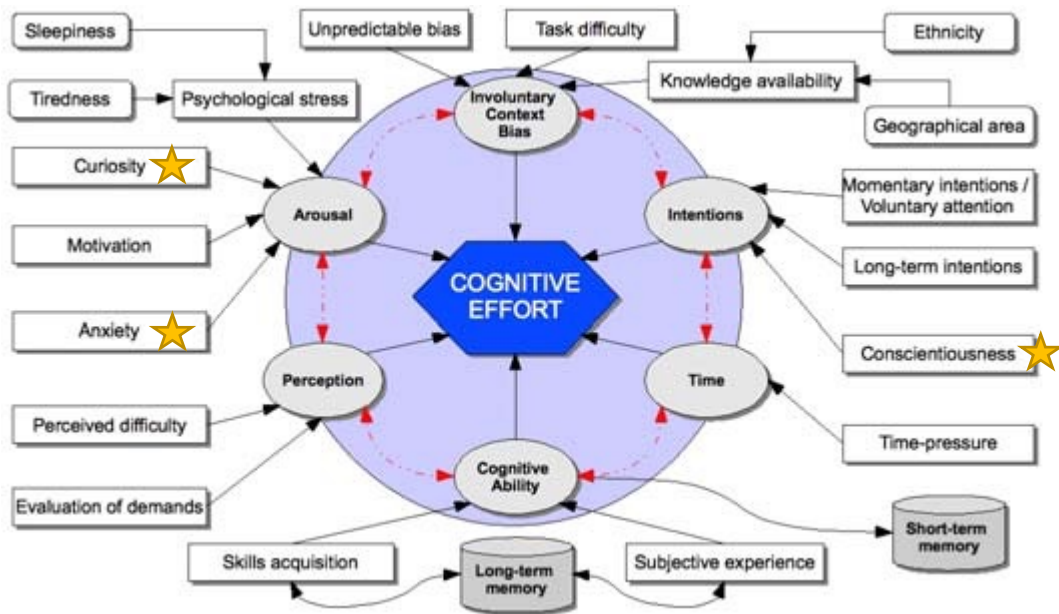 Sleepiness
Unpredictable bias
Task difficulty
Ethnicity
Tiredness
Psychological stress
Involuntary
Context
Bias
Knowledge availability
Geographical area
Curiosity
Arousal
Intentions
Momentary intentions /
Voluntary attention
Motivation
COGNITIVE
EFFORT
Long-term intentions
Anxiety
Conscientiousness
Perception
Time
Perceived difficulty
Time-pressure
Cognitive
Ability
Evaluation of demands
Skills acquisition
Long-term
memory
Subjective experience
Short-term
memory